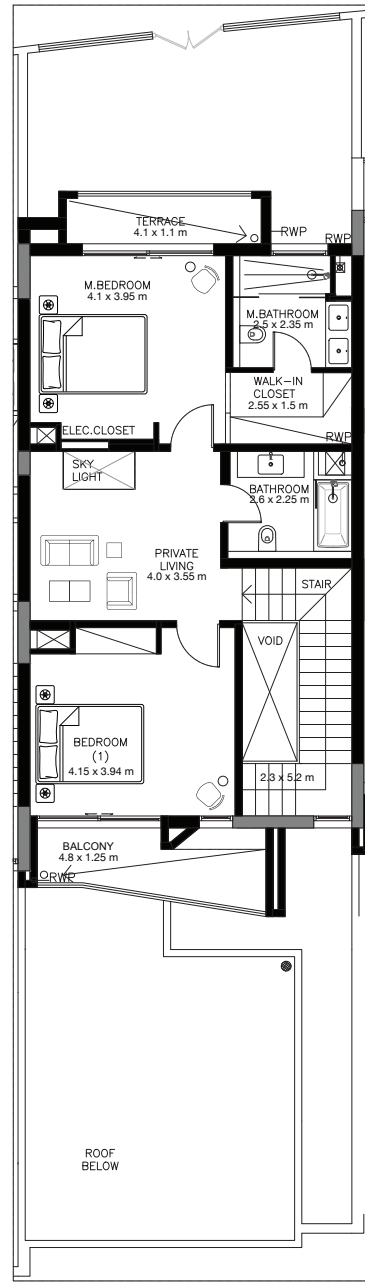 TERRACE
4.1 x 1.1 m
RWP
RWP
M.BEDROOM
4.1 x 3.95 m
M.BATHROOM
2.5 x 2.35 m
WALK-IN
CLOSET
2.55 x 1.5 m
ELEC.CLOSET
RWP
SKY
LIGHT
BATHROOM
2.6 x 2.25 m
PRIVATE
LIVING
4.0 x 3.55 m
STAIR
VOID
BEDROOM
(1)
4.15 x 3.94 m
2.3 x 5.2 m
BALCONY
4.8 x 1.25 m
RWP
ROOF
BELOW